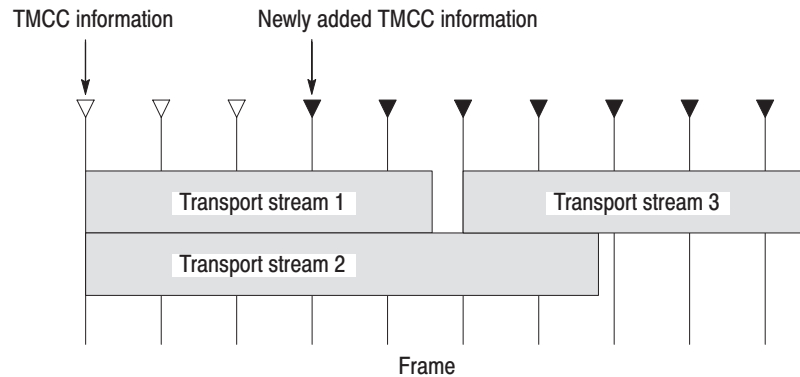 TMCC information
Newly added TMCC information
Transport stream 1
Transport stream 3
Transport stream 2
Frame